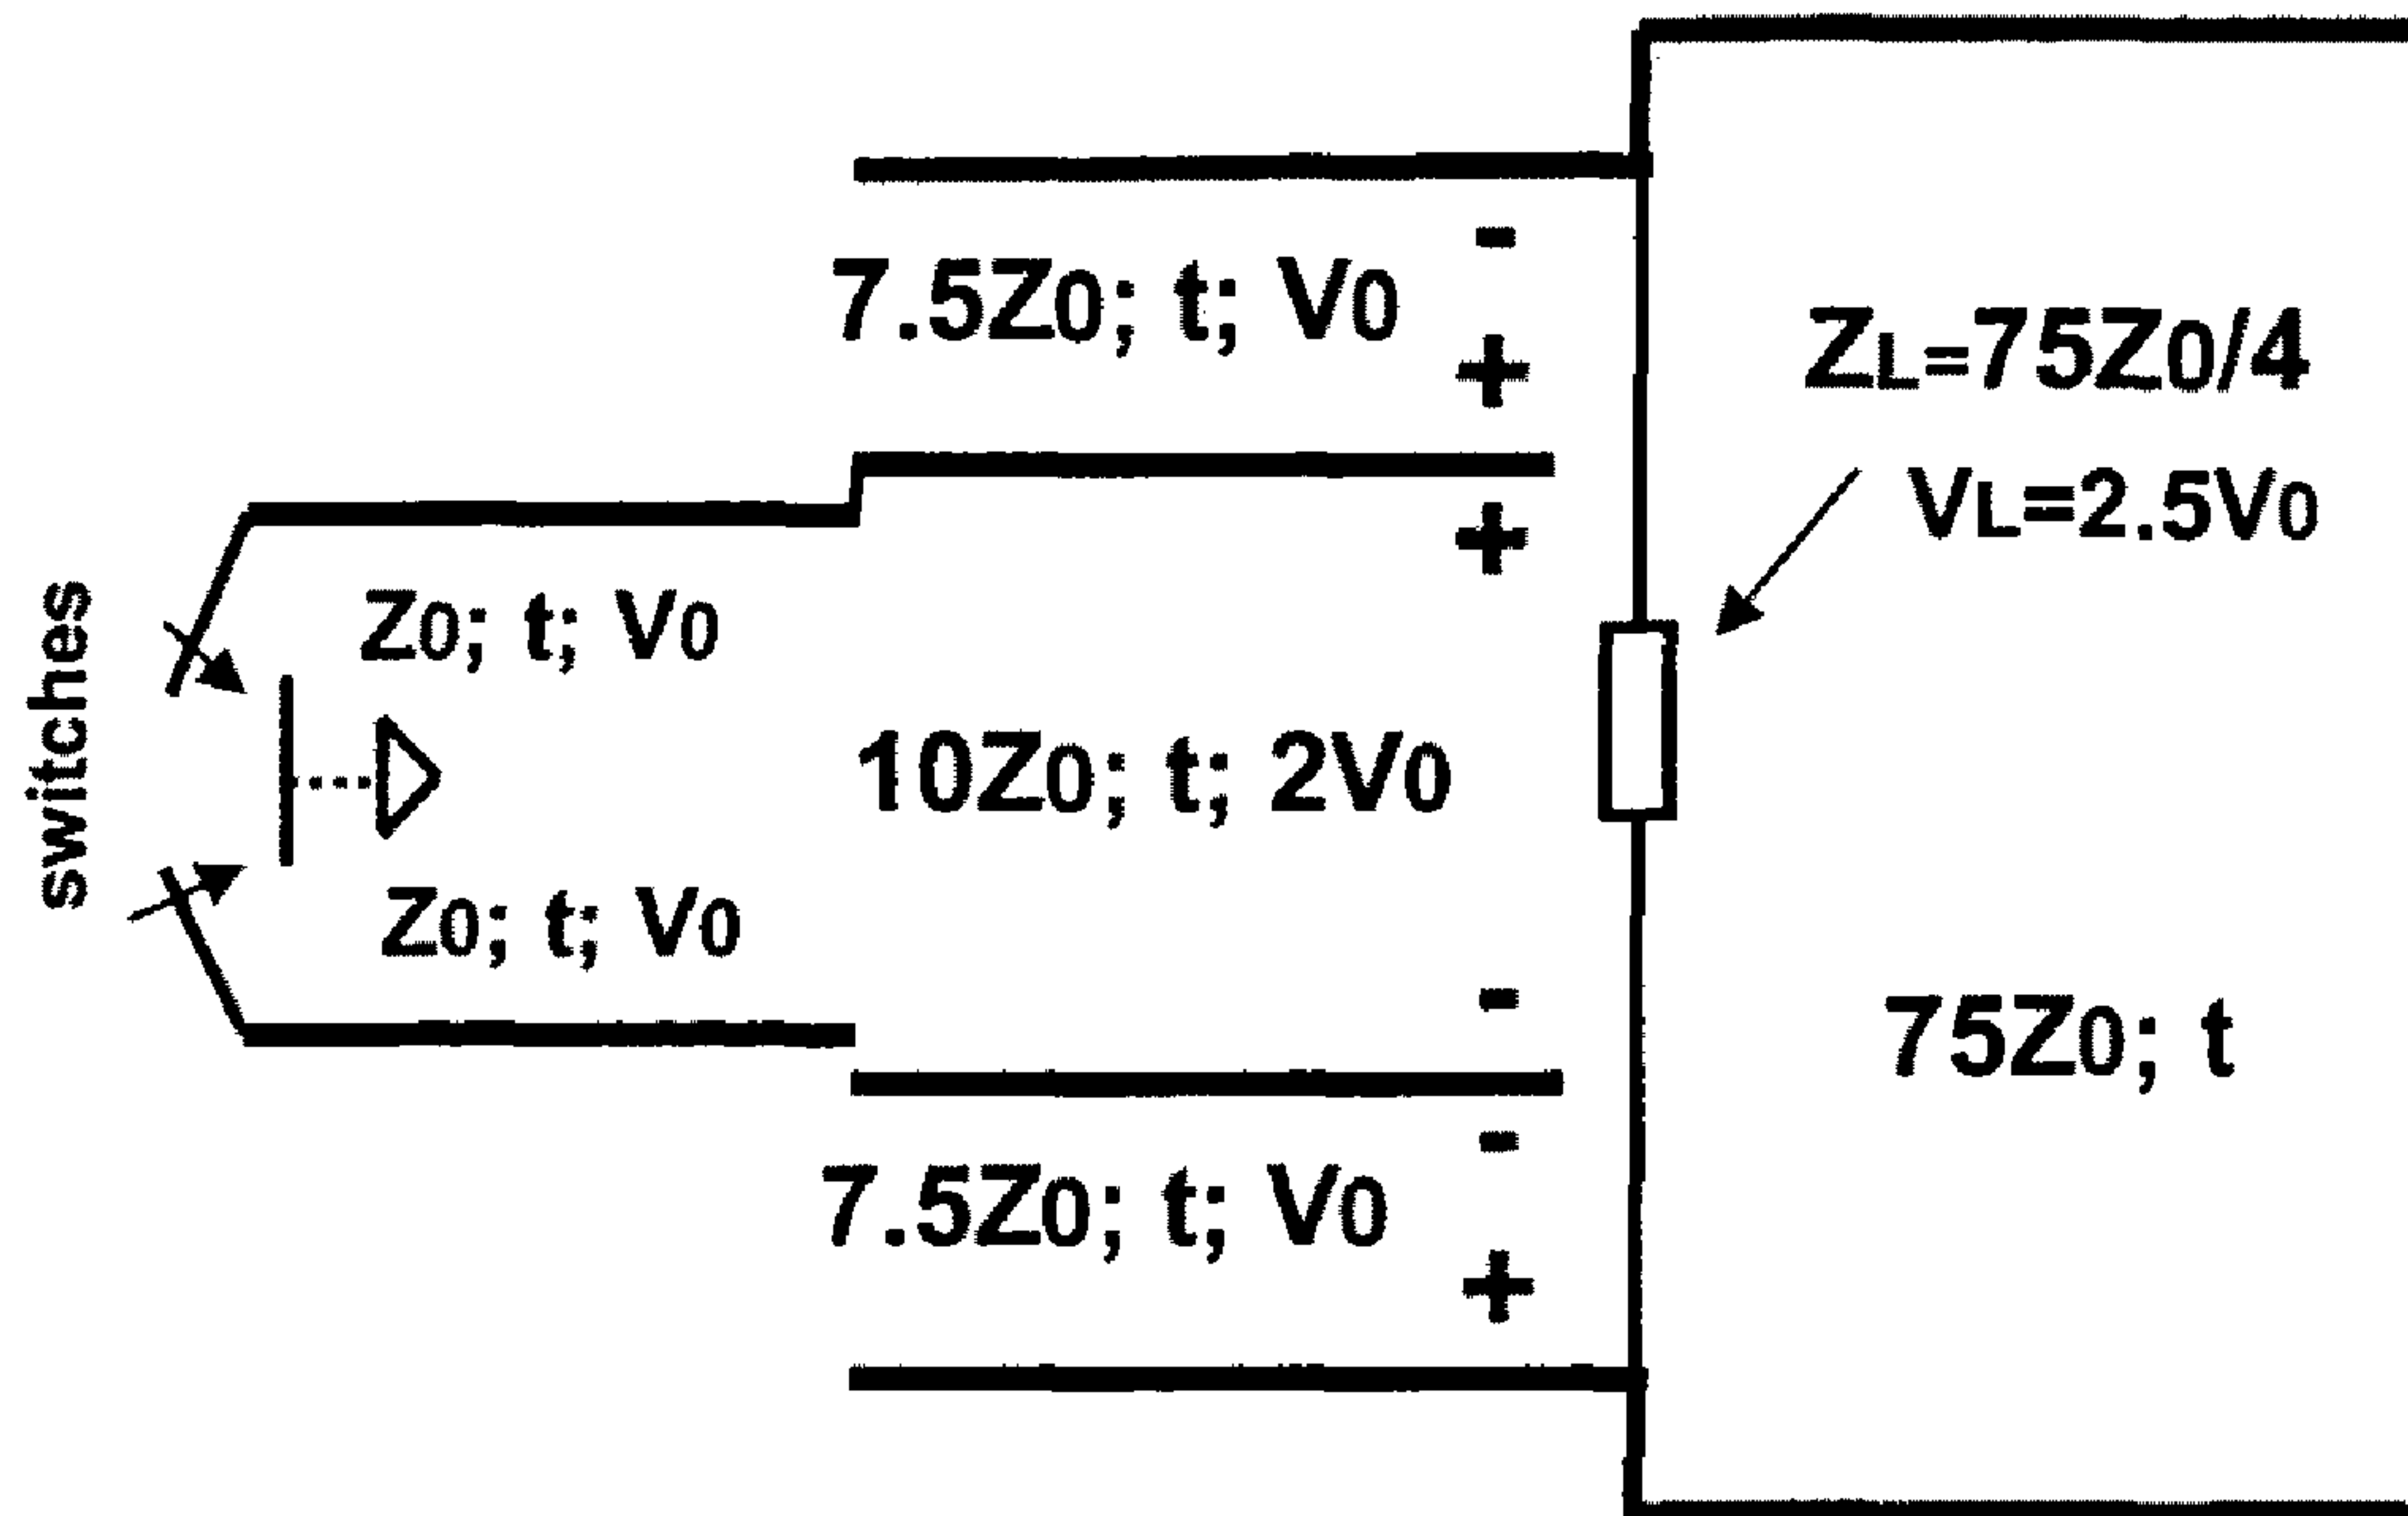 7.5Z0; t; V0
-
+
ZL=75Z0/4
VL=2.5V0
+
switches
Z0; t; V0
10Z0; t; 2V0
Z0; t; V0
-
75Z0; t
-
7.5Z0; t; V0
+